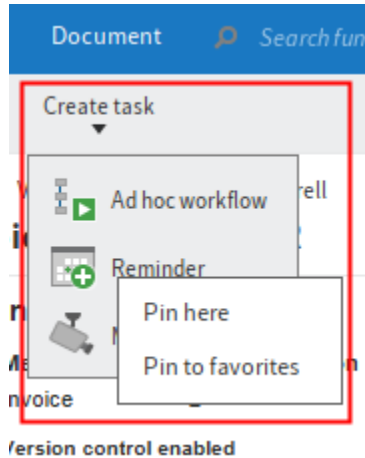 Document
Search fun
Create task
Ad hoc workflow
rell
Reminder
Pin here
Pin to favorites
nvoice
Version control enabled